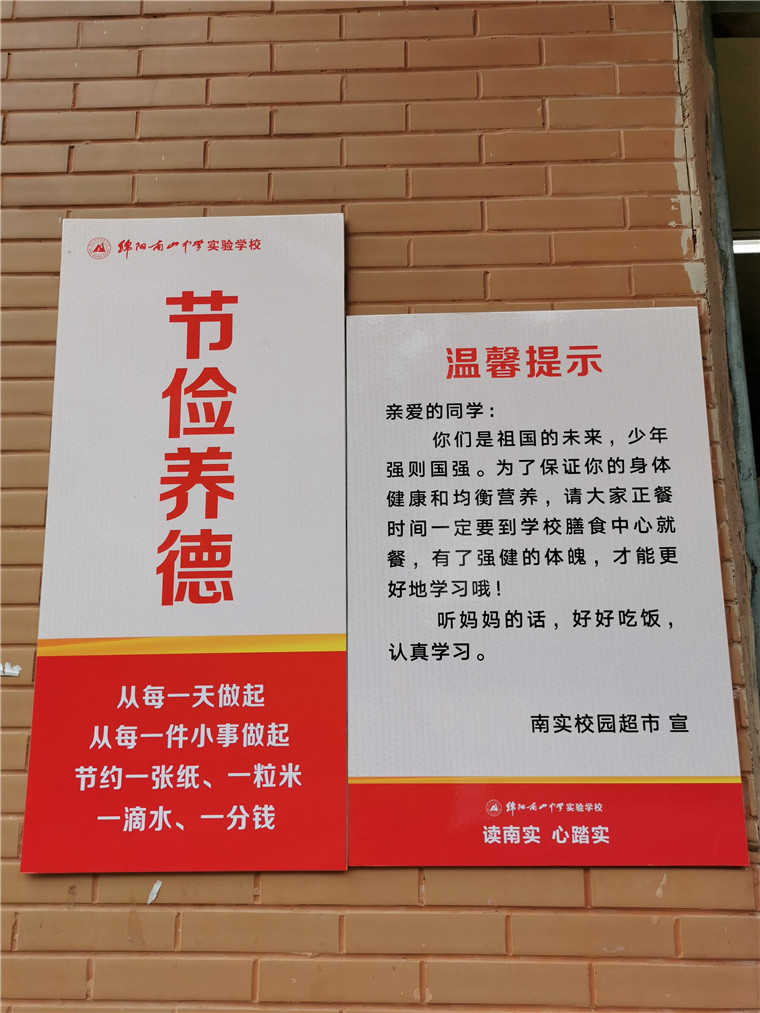 绵阳南山中学实验学校
节俭养德
从每一天做起
从每一件小事做起
节约一张纸、一粒米
一滴水、一分钱
温馨提示
亲爱的同学：
你们是祖国的未来，少年
强则国强。为了保证你的身体
健康和均衡营养，请大家正餐
时间一定要到学校膳食中心就
餐，有了强健的体魄，才能更
好地学习哦！
听妈妈的话，好好吃饭，
认真学习。
南实校园超市 宣
绵阳南山中学实验学校
读南实 心踏实